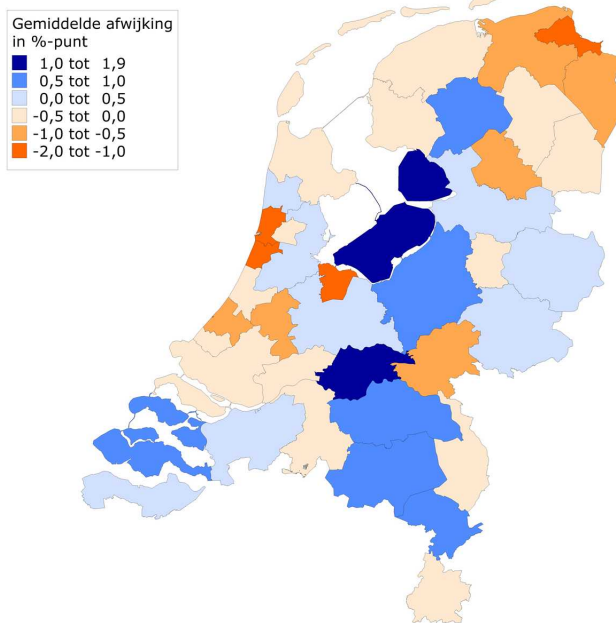 Gemiddelde afwijking
in %-punt
1,0 tot 1,9
0,5 tot 1,0
0,0 tot 0,5
-0,5 tot 0,0
-1,0 tot -0,5
-2,0 tot -1,0